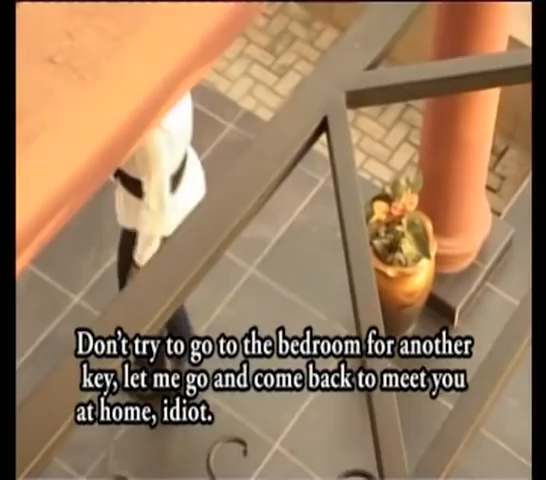 Don't try to go to the bedroom for another
key, let me go and come back to meet you
at home, idiot.